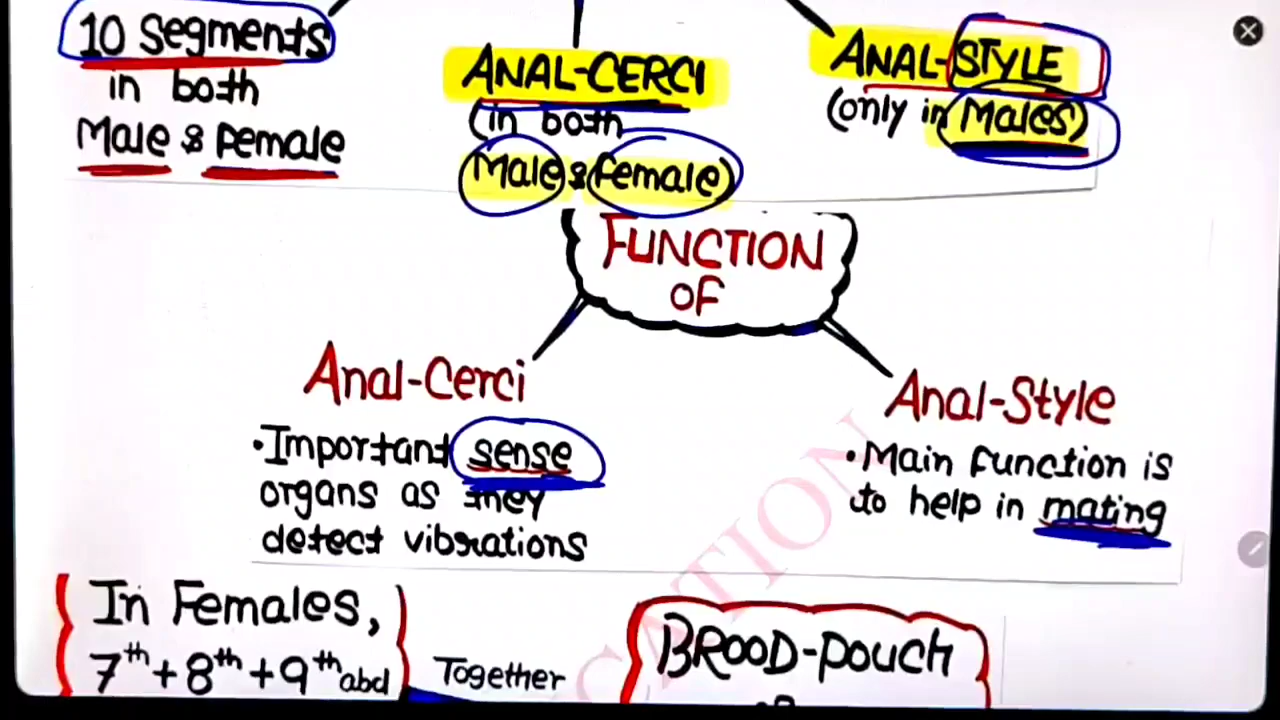 10 Segments
in both
Male & Female
ANAL-CERCI
(in both
Male & Female)
ANAL-STYLE
(only in Males)
FUNCTION
OF
Anal-Cerci
• Important sense
organs as they
detect vibrations
Anal-Style
• Main function is
to help in mating
In Females,
7th + 8th + 9th abd
Together
BROOD-POUCH
CATION